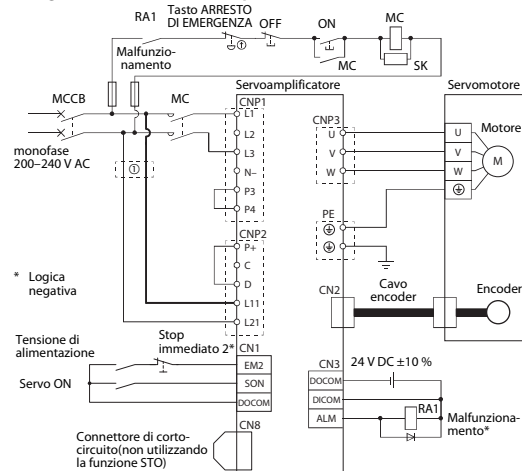 Tasto ARRESTO
DI EMERGENZA
RA1
OFF
ON
MC
①
Malfunzio-
namento
MC
SK
Servoamplificatore
Servomotore
MCCB
MC
CNP1
L1
L2
L3
N–
P3
P4
CNP3
U
V
W
U
V
W
Motore
M
monofase
200–240 V AC
①
PE
CNP2
P+
C
D
L11
L21
* Logica
negativa
CN2
Cavo
encoder
Encoder
Tensione di
alimentazione
Stop
immediato 2*
Servo ON
CN1
EM2
SON
DOCOM
CN3
24 V DC ±10 %
DOCOM
DICOM
ALM
RA1
Malfunziona-
mento*
CN8
Connettore di corto-
circuito(non utilizzando
la funzione STO)